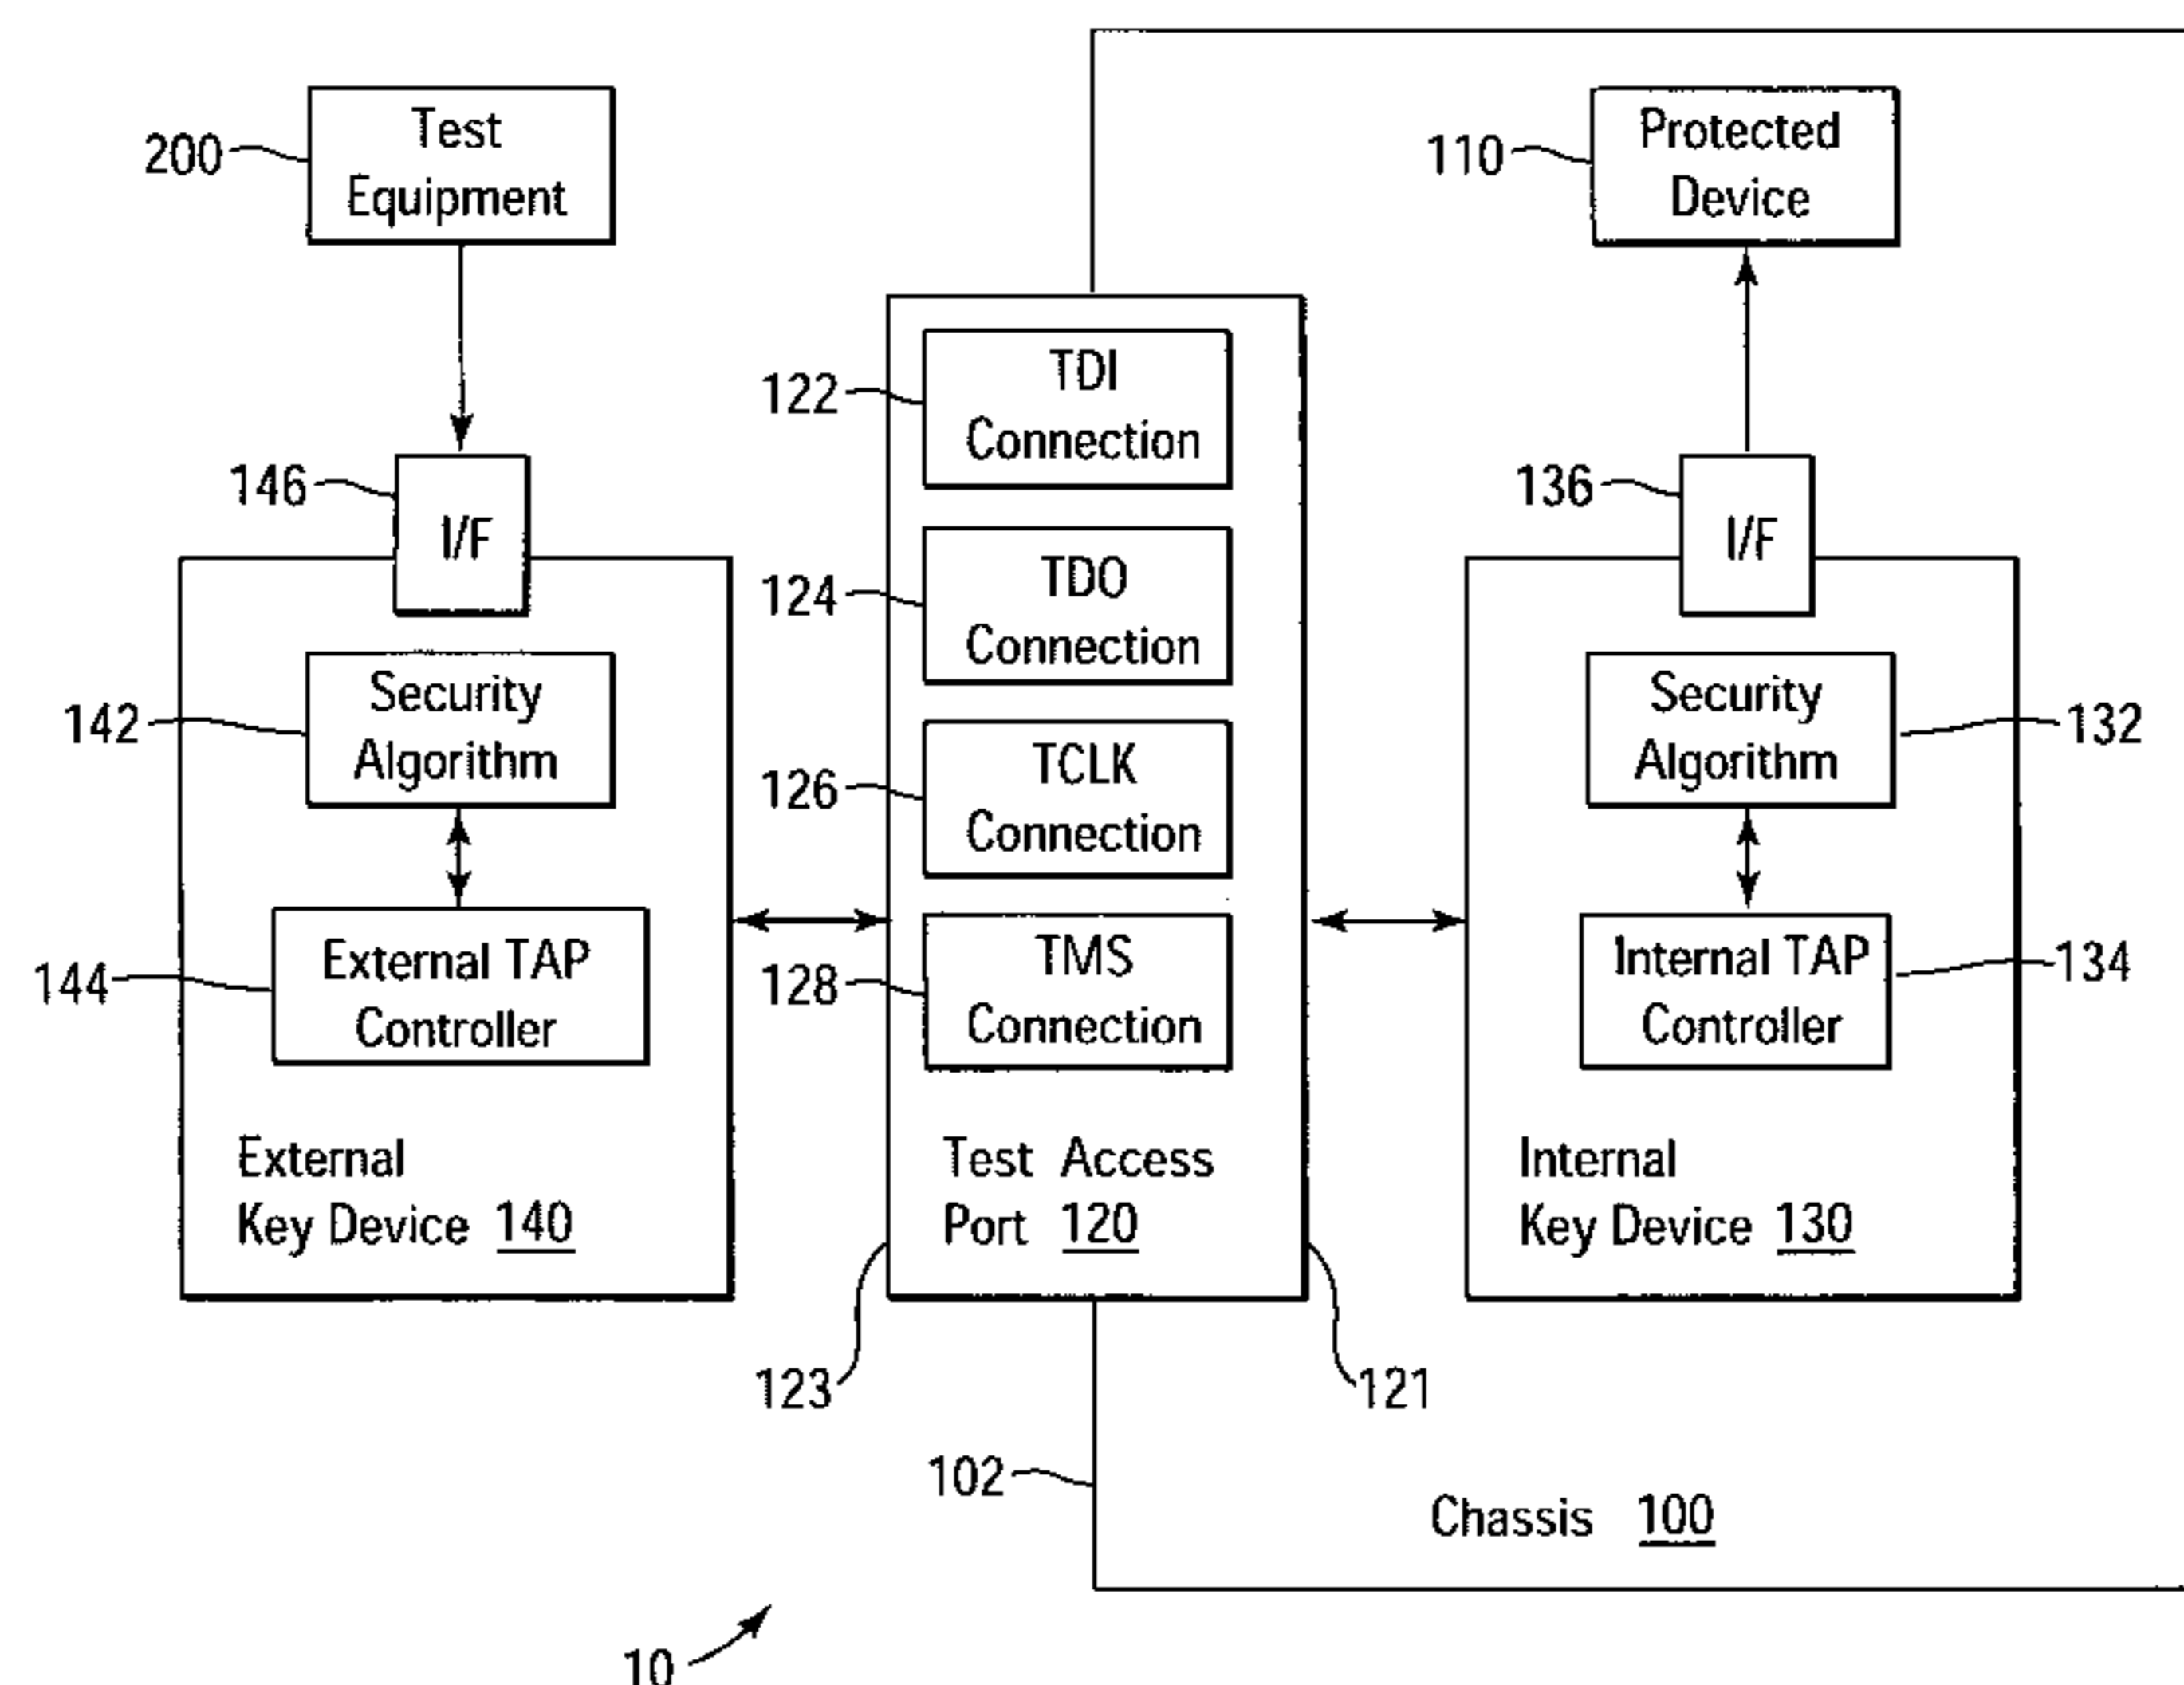 200
Test
Equipment
110
Protected
Device
122
TDI
Connection
146
I/F
136
I/F
124
TDO
Connection
142
Security
Algorithm
126
TCLK
Connection
Security
Algorithm
132
144
External TAP
Controller
128
TMS
Connection
Internal TAP
Controller
134
External
Key Device 140
Test Access
Port 120
Internal
Key Device 130
123
121
102
Chassis 100
10